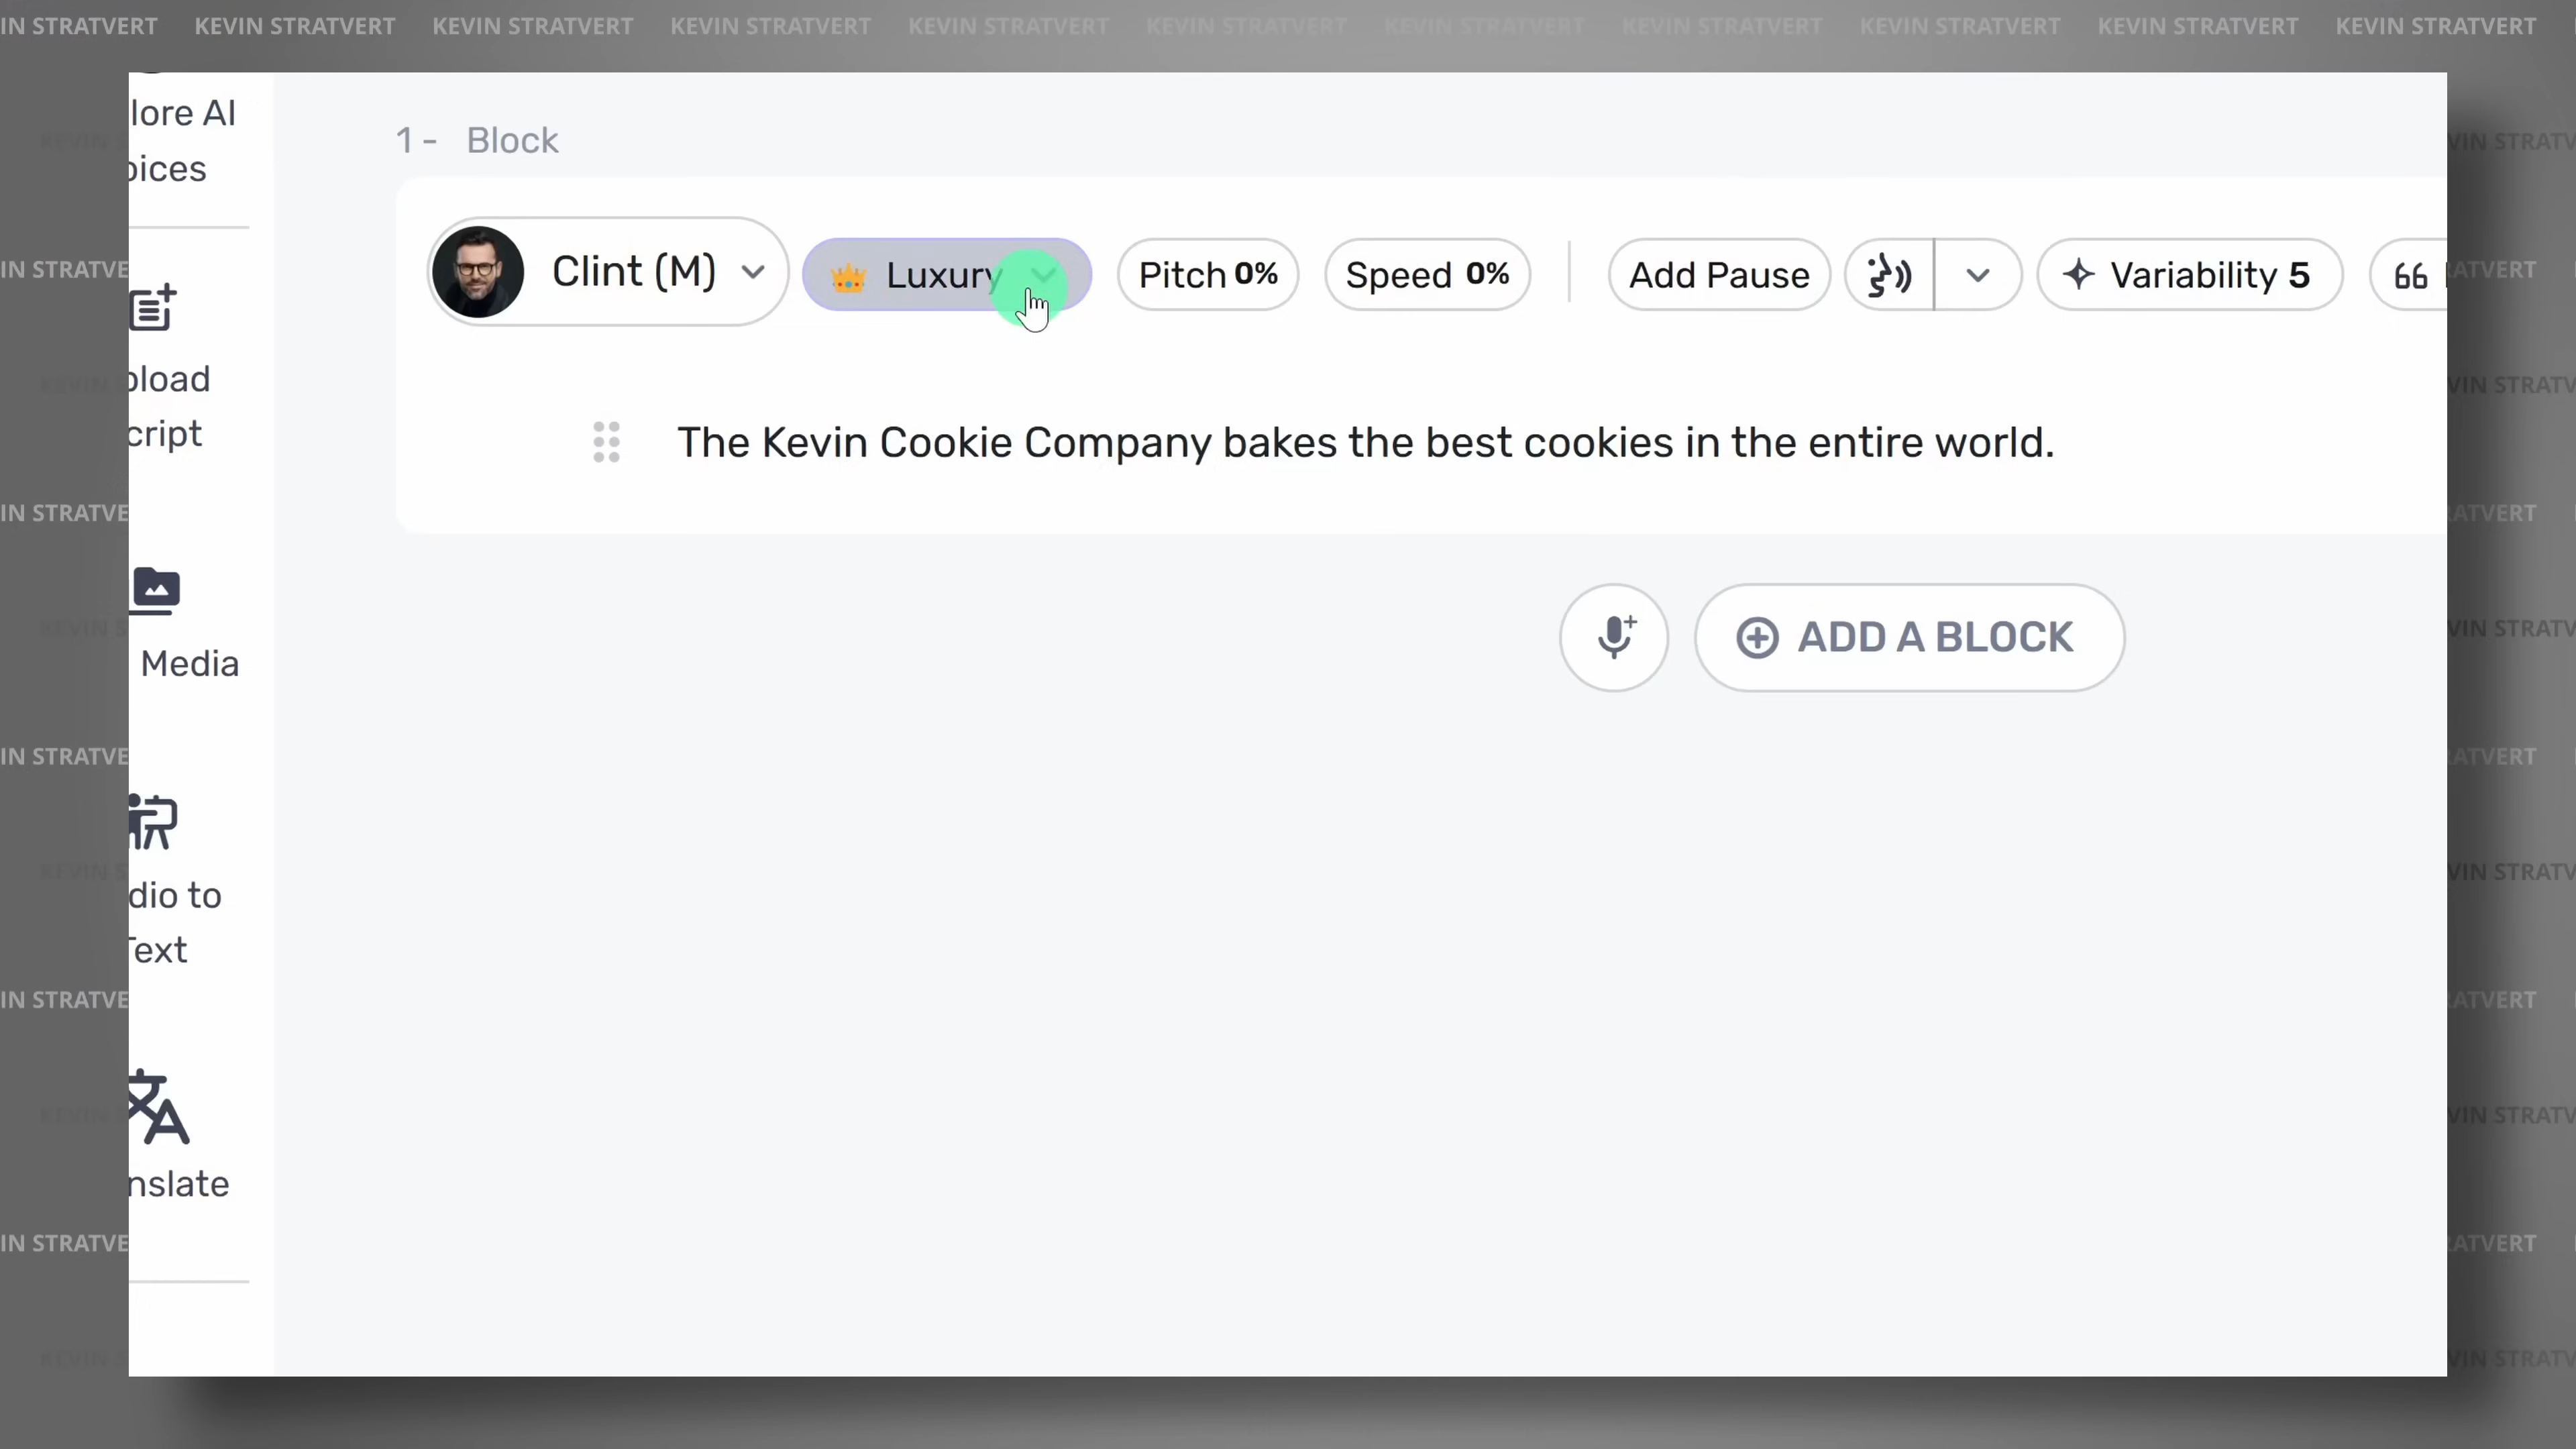 KEVIN STRATVERT KEVIN STRATVERT KEVIN STRATVERT KEVIN STRATVERT KEVIN STRATVERT KEVIN STRATVERT KEVIN STRATVERT KEVIN STRATVERT KEVIN STRATVERT KEVIN STRATVERT
1 - Block
Clint (M)
Luxury
Pitch 0%
Speed 0%
Add Pause
Variability 5
The Kevin Cookie Company bakes the best cookies in the entire world.
ADD A BLOCK
lore AI
oices
pload
cript
Media
dio to
Text
nslate